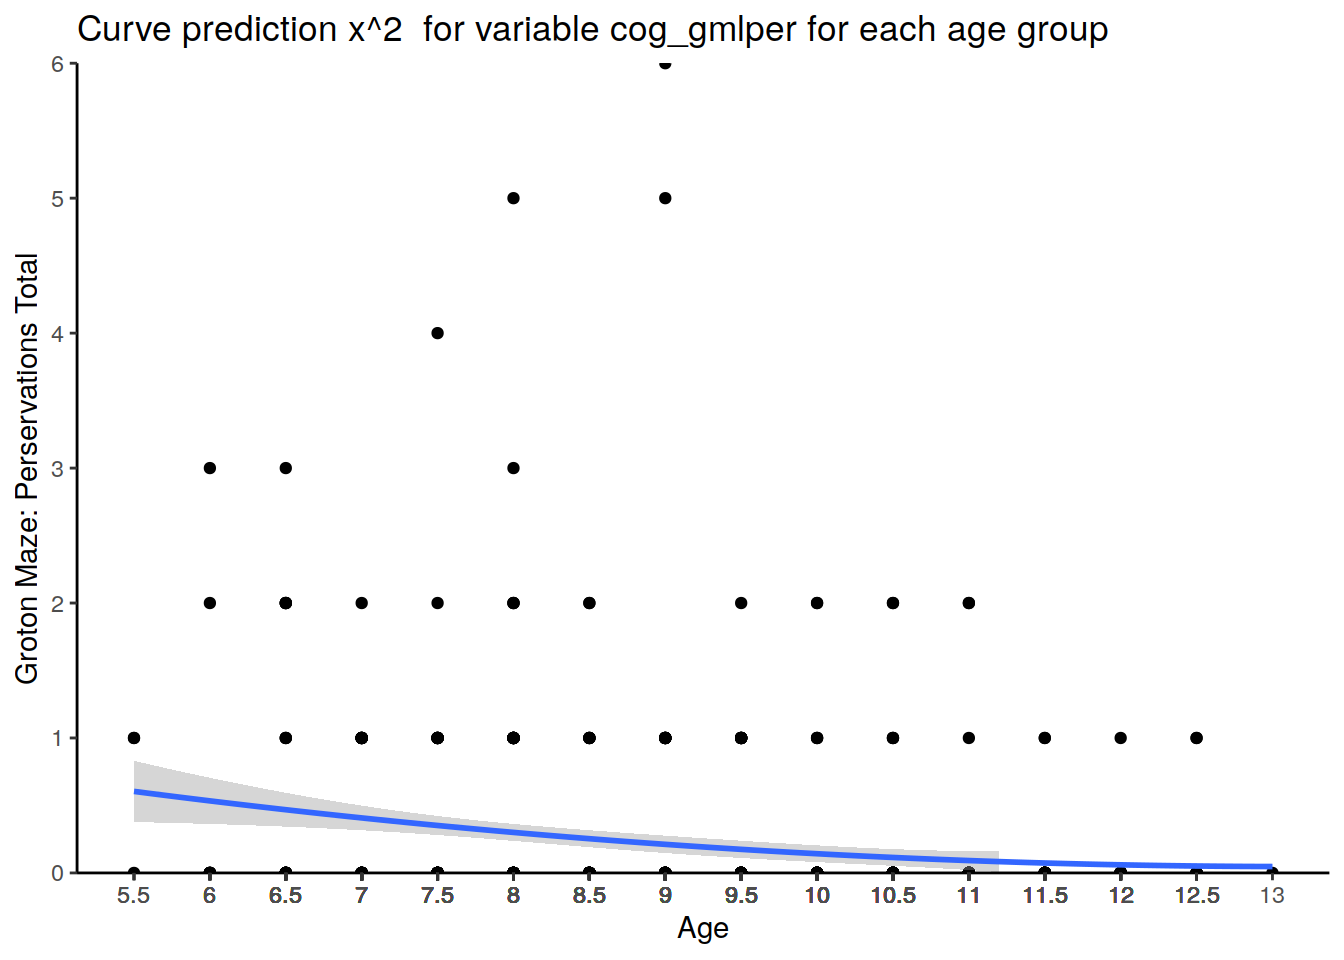 Curve prediction x^2  for variable cog_gmlper for each age group
6
5
4
3
2
1
0
Groton Maze: Perservations Total
5.5 6 6.5 7 7.5 8 8.5 9 9.5 10 10.5 11 11.5 12 12.5 13
Age